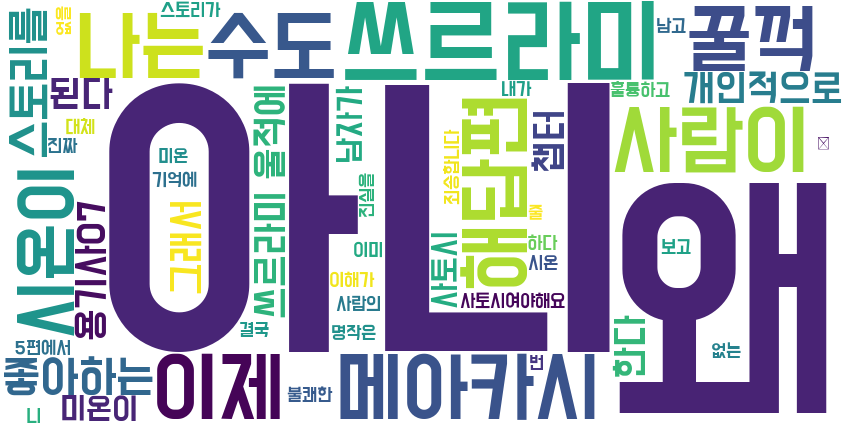 스토리를
스토리가
나는
수도
쓰르라미
남고
꿀꺽
개인적으로
된다
대체
진짜
쓰르라미 울적에
남자가
내가
훌륭하고
챕터
사람이
아니
왜
미온
기억에
그래서
진실을
죄송합니다
해답편
줄
시온이
용기사07
이미
이해가
사람의
사토시
하다
시온
사토시여야해요
보고
결국
명작은
한다
없는
5편에서
좋아하는
이제
불쾌한
메아카시
번
미온이
니